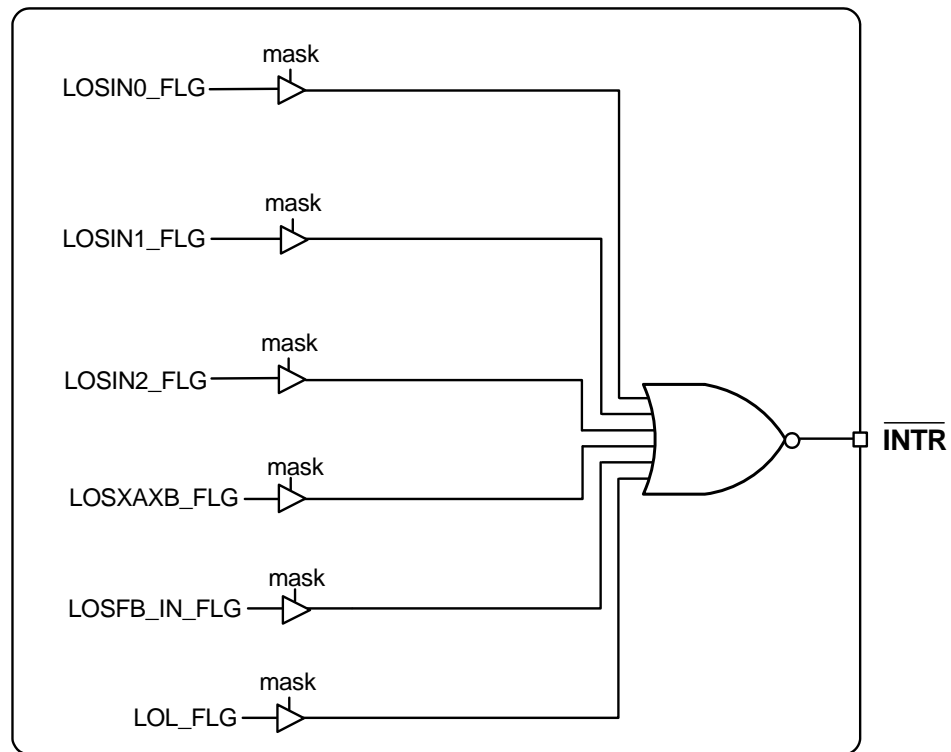 mask
LOSIN0_FLG
mask
LOSIN1_FLG
mask
LOSIN2_FLG
INTR
mask
LOSXAXB_FLG
mask
LOSFB_IN_FLG
mask
LOL_FLG